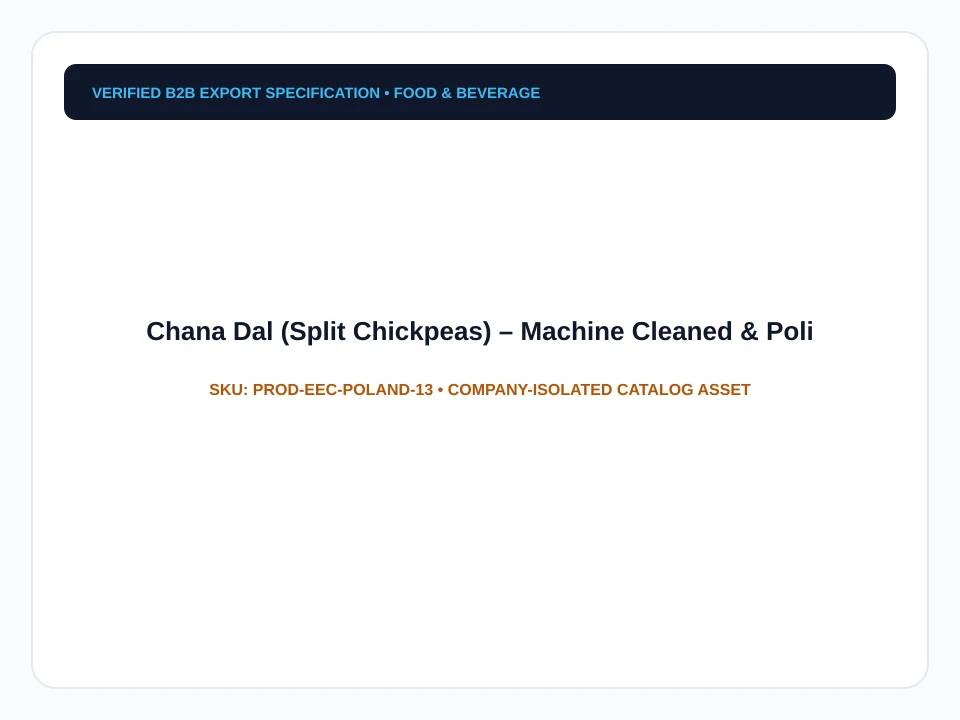 VERIFIED B2B EXPORT SPECIFICATION • FOOD & BEVERAGE
Chana Dal (Split Chickpeas) – Machine Cleaned & Poli
SKU: PROD-EEC-POLAND-13 • COMPANY-ISOLATED CATALOG ASSET